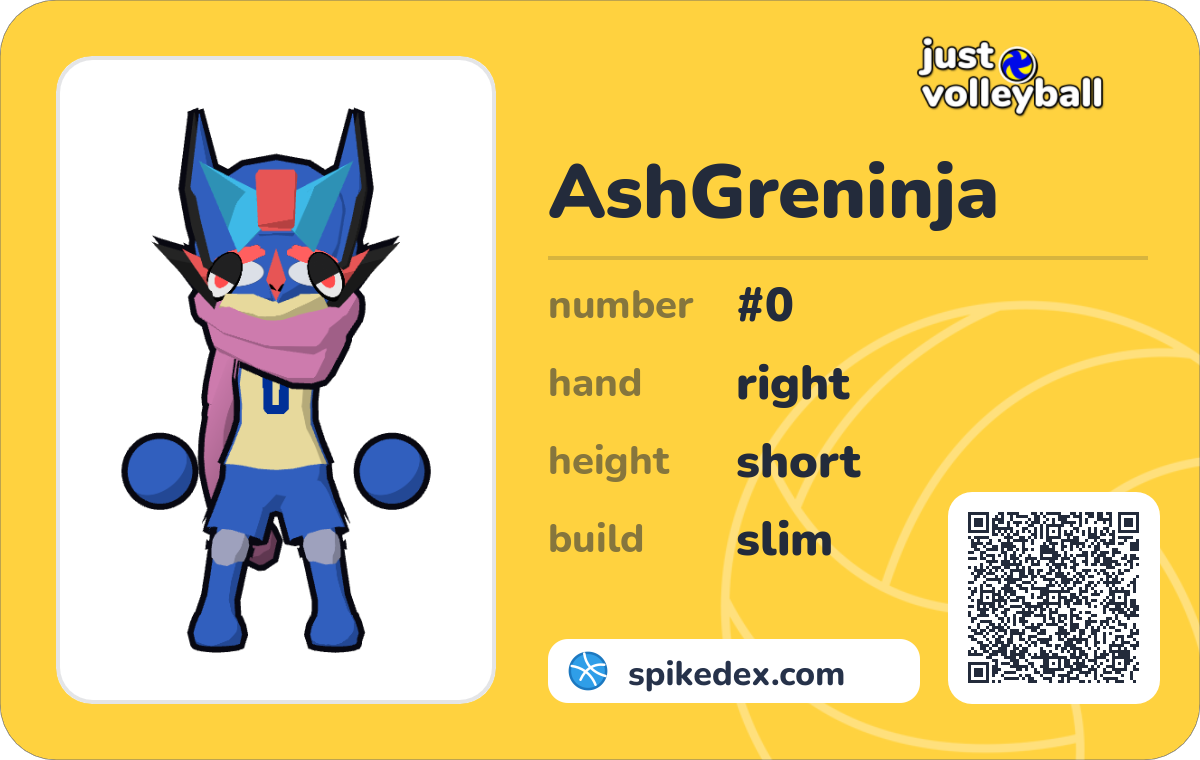 just
volleyball
AshGreninja
number #0
hand right
height short
build slim
0
spikedex.com